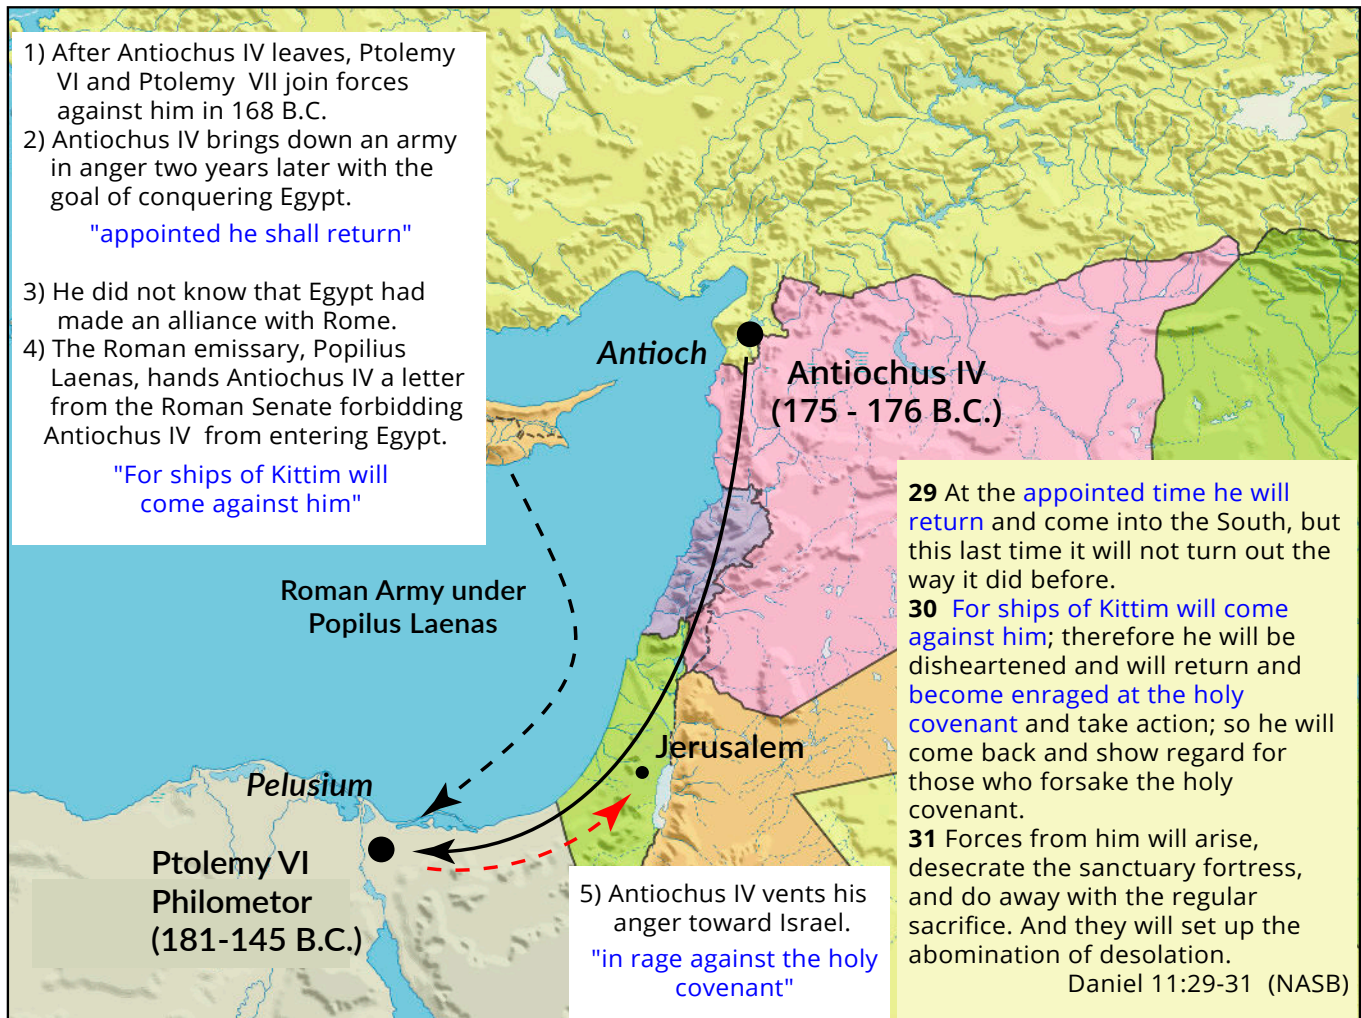 1) After Antiochus IV leaves, Ptolemy
VI and Ptolemy VII join forces
against him in 168 B.C.
2) Antiochus IV brings down an army
in anger two years later with the
goal of conquering Egypt.
"appointed he shall return"
3) He did not know that Egypt had
made an alliance with Rome.
4) The Roman emissary, Popilius
Laenas, hands Antiochus IV a letter
from the Roman Senate forbidding
Antiochus IV from entering Egypt.
"For ships of Kittim will
come against him"
Antioch
Antiochus IV
(175 - 176 B.C.)
Roman Army under
Popilus Laenas
Jerusalem
Pelusium
Ptolemy VI
Philometor
(181-145 B.C.)
5) Antiochus IV vents his
anger toward Israel.
"in rage against the holy
covenant"
29 At the appointed time he will
return and come into the South, but
this last time it will not turn out the
way it did before.
30 For ships of Kittim will come
against him; therefore he will be
disheartened and will return and
become enraged at the holy
covenant and take action; so he will
come back and show regard for
those who forsake the holy
covenant.
31 Forces from him will arise,
desecrate the sanctuary fortress,
and do away with the regular
sacrifice. And they will set up the
abomination of desolation.
Daniel 11:29-31 (NASB)